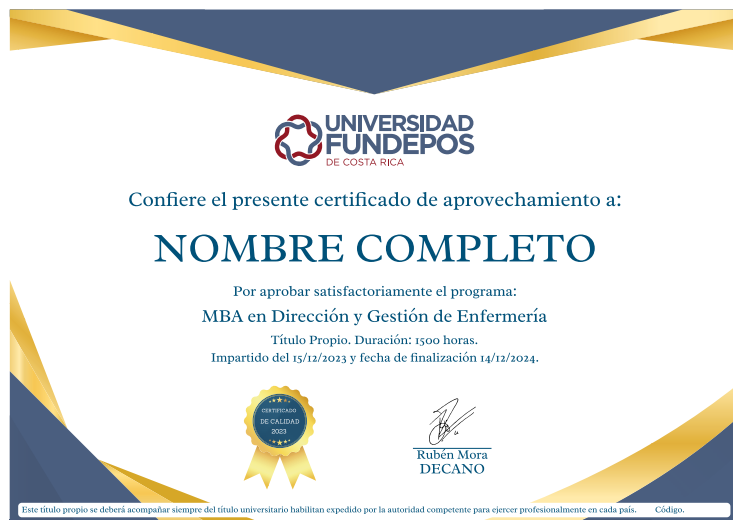 UNIVERSIDAD
FUNDEPOS
DE COSTA RICA
Confiere el presente certificado de aprovechamiento a:
NOMBRE COMPLETO
Por aprobar satisfactoriamente el programa:
MBA en Dirección y Gestión de Enfermería
Título Propio. Duración: 1500 horas.
Impartido del 15/12/2023 y fecha de finalización 14/12/2024.
CERTIFICADO
DE CALIDAD
2023
Rubén Mora
DECANO
Este título propio se deberá acompañar siempre del título universitario habilitan expedido por la autoridad competente para ejercer profesionalmente en cada país. Código.